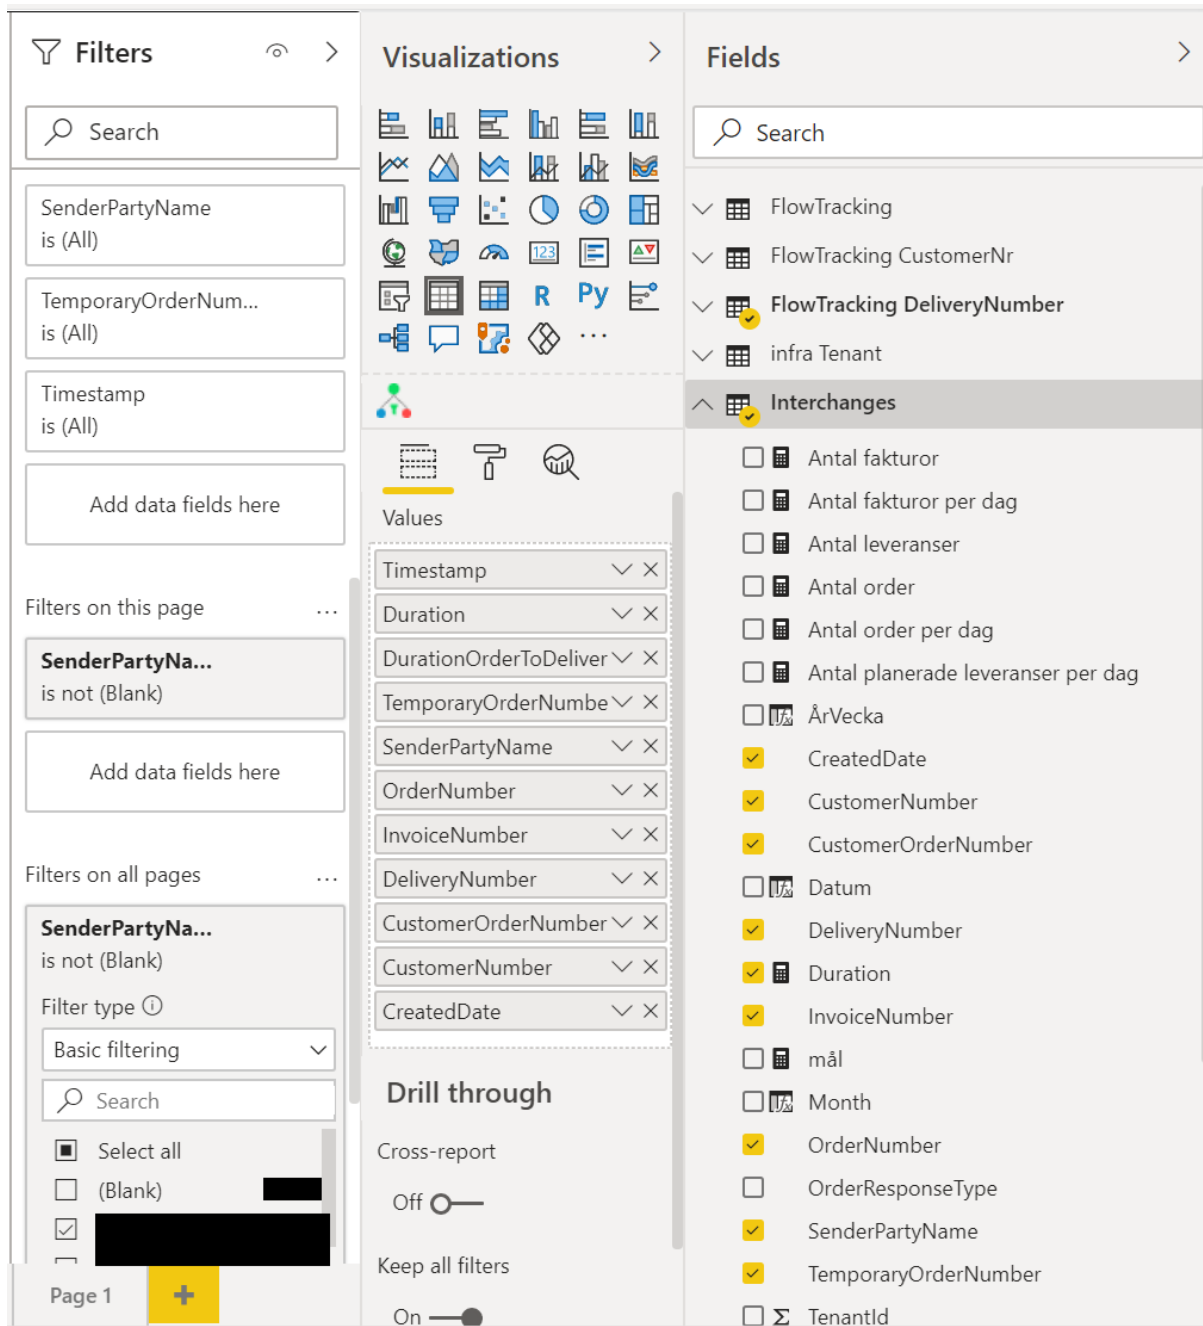 Filters
Search
SenderPartyName
is (All)
TemporaryOrderNum...
is (All)
Timestamp
is (All)
Add data fields here
Filters on this page
...
SenderPartyNa...
is not (Blank)
Add data fields here
Filters on all pages
...
SenderPartyNa...
is not (Blank)
Filter type
Basic filtering
Search
Select all
(Blank)
Page 1
+
Visualizations
123
R
Py
...
Values
Timestamp
Duration
DurationOrderToDeliver
TemporaryOrderNumbe
SenderPartyName
OrderNumber
InvoiceNumber
DeliveryNumber
CustomerOrderNumber
CustomerNumber
CreatedDate
Drill through
Cross-report
Off
Keep all filters
On
Fields
Search
FlowTracking
FlowTracking CustomerNr
FlowTracking DeliveryNumber
infra Tenant
Interchanges
Antal fakturor
Antal fakturor per dag
Antal leveranser
Antal order
Antal order per dag
Antal planerade leveranser per dag
ÅrVecka
CreatedDate
CustomerNumber
CustomerOrderNumber
Datum
DeliveryNumber
Duration
InvoiceNumber
mål
Month
OrderNumber
OrderResponseType
SenderPartyName
TemporaryOrderNumber
Σ TenantId